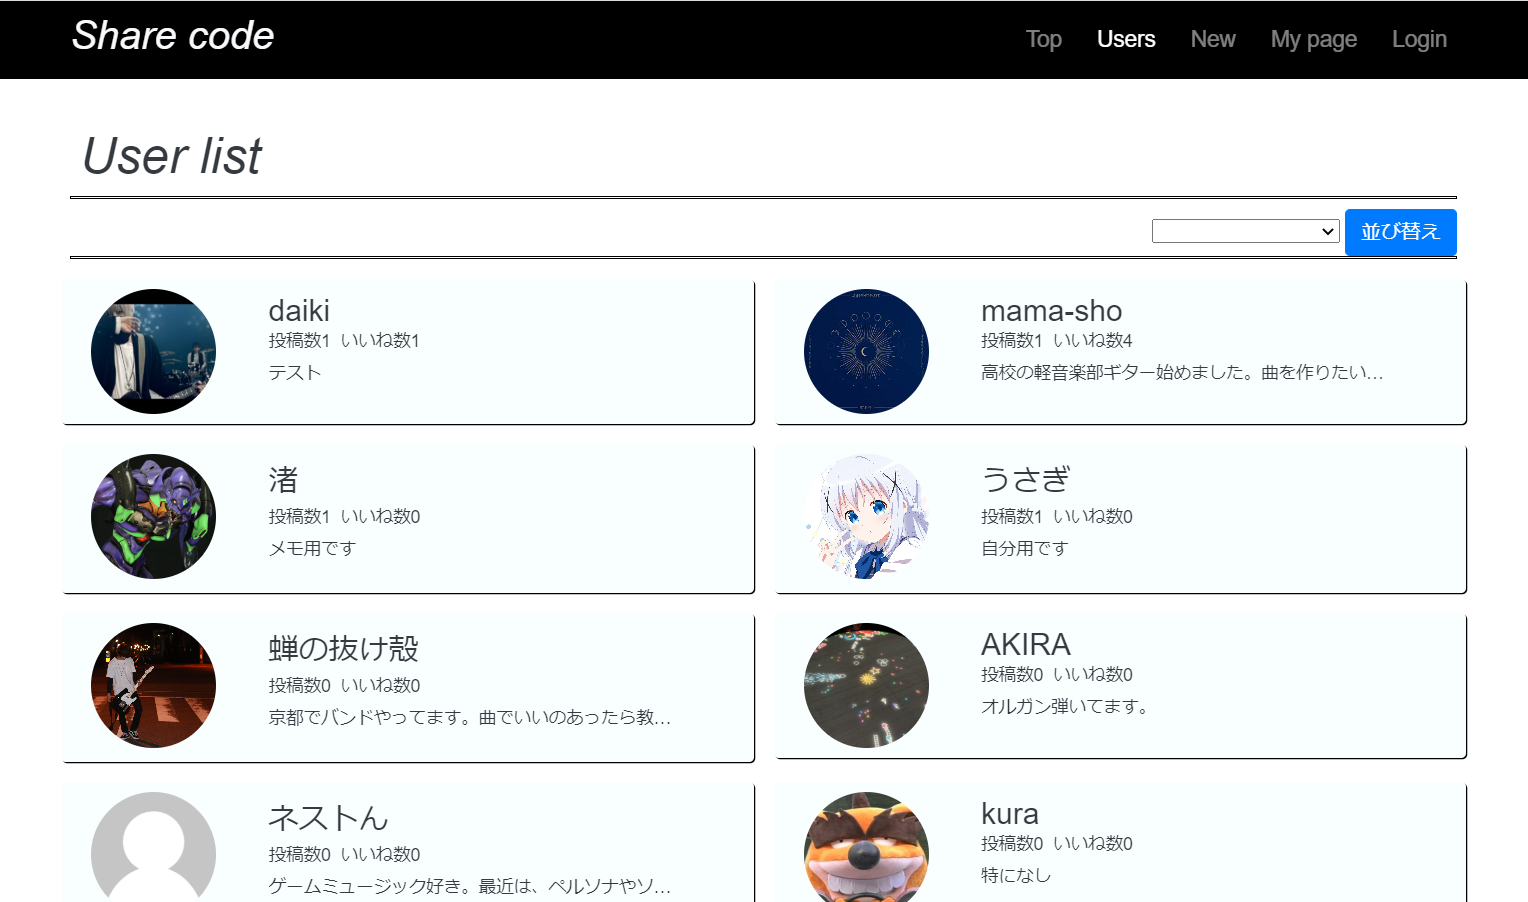 Share code
Top Users New My page Login
User list
並び替え
daiki
投稿数1 いいね数1
テスト
mama-sho
投稿数1 いいね数4
高校の軽音楽部ギター始めました。曲を作りたい...
渚
投稿数1 いいね数0
メモ用です
うさぎ
投稿数1 いいね数0
自分用です
蝉の抜け殻
投稿数0 いいね数0
京都でバンドやってます。曲でいいのあったら教...
AKIRA
投稿数0 いいね数0
オルガン弾いてます。
ネストん
投稿数0 いいね数0
ゲームミュージック好き。最近は、ペルソナやソ...
kura
投稿数0 いいね数0
特になし